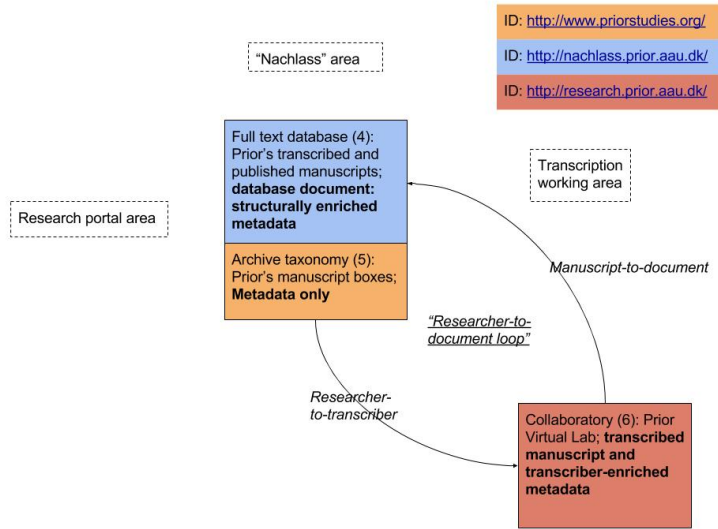 ID: http://www.priorstudies.org/
ID: http://nachlass.prior.aau.dk/
ID: http://research.prior.aau.dk/
“Nachlass” area
Full text database (4):
Prior’s transcribed and
published manuscripts;
database document:
structurally enriched
metadata
Transcription
working area
Research portal area
Archive taxonomy (5):
Prior’s manuscript boxes;
Metadata only
Manuscript-to-document
“Researcher-to-
document loop”
Researcher-
to-transcriber
Collaboratory (6): Prior
Virtual Lab; transcribed
manuscript and
transcriber-enriched
metadata